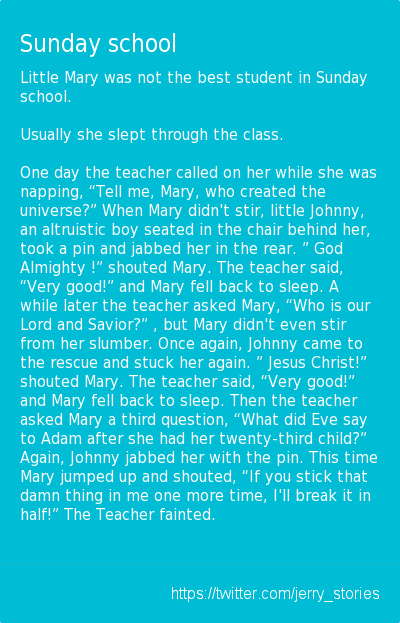 Sunday school
Little Mary was not the best student in Sunday
school.
Usually she slept through the class.
One day the teacher called on her while she was
napping, “Tell me, Mary, who created the
universe?” When Mary didn't stir, little Johnny,
an altruistic boy seated in the chair behind her,
took a pin and jabbed her in the rear. ” God
Almighty !” shouted Mary. The teacher said,
“Very good!” and Mary fell back to sleep. A
while later the teacher asked Mary, “Who is our
Lord and Savior?” , but Mary didn't even stir
from her slumber. Once again, Johnny came to
the rescue and stuck her again. ” Jesus Christ!”
shouted Mary. The teacher said, “Very good!”
and Mary fell back to sleep. Then the teacher
asked Mary a third question, “What did Eve say
to Adam after she had her twenty-third child?”
Again, Johnny jabbed her with the pin. This time
Mary jumped up and shouted, “If you stick that
damn thing in me one more time, I'll break it in
half!” The Teacher fainted.
https://twitter.com/jerry_stories